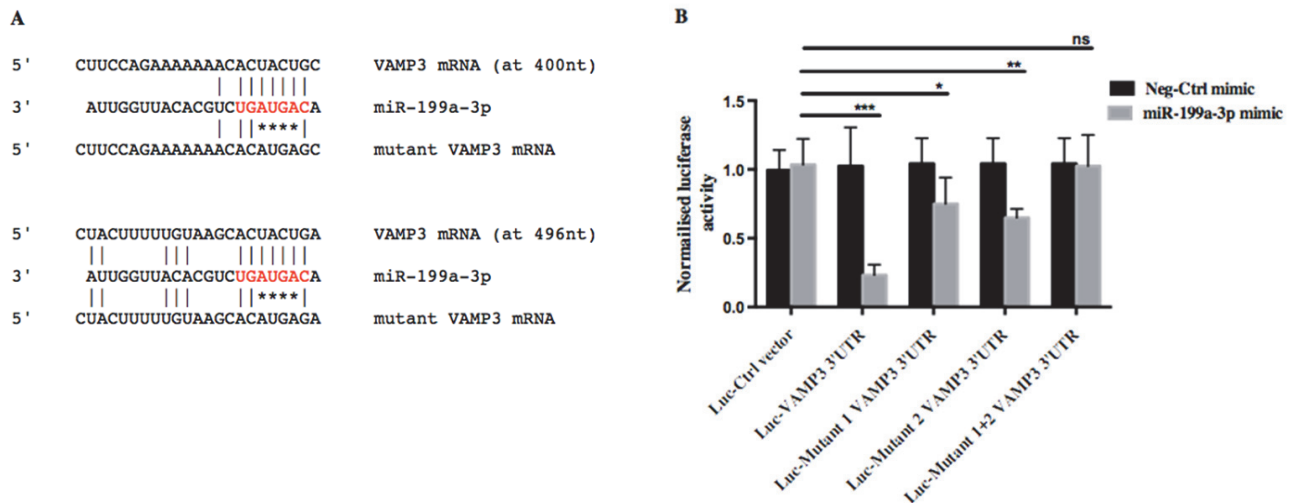 A
5' CUUCCAGAAAAAAACACUACUGC VAMP3 mRNA (at 400nt)
3' AUUGGUUACACGUCUGAUGACA miR-199a-3p
****
5' CUUCCAGAAAAAAACACAUGAGC mutant VAMP3 mRNA
5' CUACUUUUUGUAAGCACUACUGA VAMP3 mRNA (at 496nt)
3' AUUGGUUACACGUCUGAUGACA miR-199a-3p
****
5' CUACUUUUUGUAAGCACAUGAGA mutant VAMP3 mRNA
B
ns
**
*
***
Neg-Ctrl mimic
miR-199a-3p mimic
Normailised luciferase
activity
1.5
1.0
0.5
0.0
Luc-Ctrl vector
Luc-VAMP3 3'UTR
Luc-Mutant 1 VAMP3 3'UTR
Luc-Mutant 2 VAMP3 3'UTR
Luc-Mutant 1+2 VAMP3 3'UTR